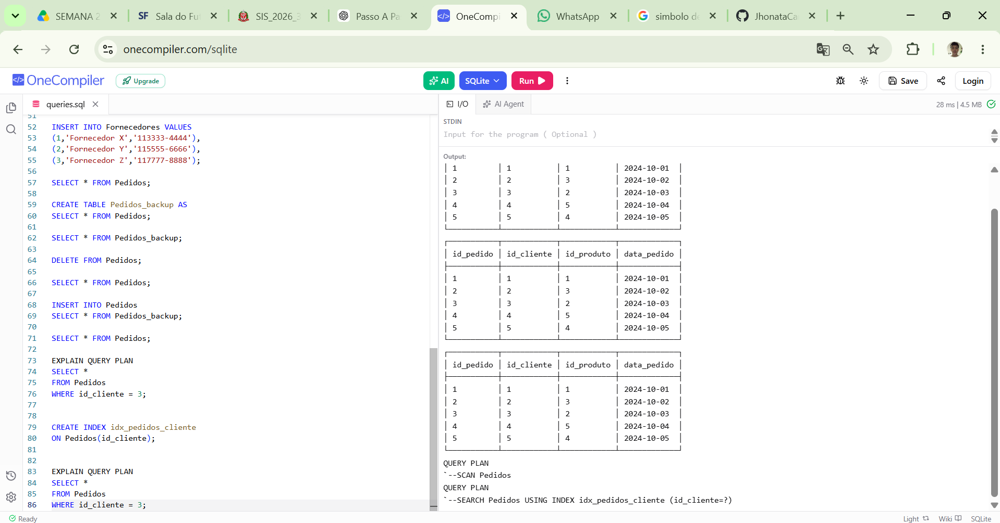 SEMANA 2
Sala do Fut
SIS_2026_3
Passo A Pa
OneCompi
WhatsApp
simbolo de
JhonataCar
onecompiler.com/sqlite
OneCompiler
Upgrade
AI
SQLite
Run
Save
Login
queries.sql
I/O
AI Agent
28 ms | 4.5 MB
51
52 INSERT INTO Fornecedores VALUES
53 (1,'Fornecedor X','113333-4444'),
54 (2,'Fornecedor Y','115555-6666'),
55 (3,'Fornecedor Z','117777-8888');
56
57 SELECT * FROM Pedidos;
58
59 CREATE TABLE Pedidos_backup AS
60 SELECT * FROM Pedidos;
61
62 SELECT * FROM Pedidos_backup;
63
64 DELETE FROM Pedidos;
65
66 SELECT * FROM Pedidos;
67
68 INSERT INTO Pedidos
69 SELECT * FROM Pedidos_backup;
70
71 SELECT * FROM Pedidos;
72
73 EXPLAIN QUERY PLAN
74 SELECT *
75 FROM Pedidos
76 WHERE id_cliente = 3;
77
78
79 CREATE INDEX idx_pedidos_cliente
80 ON Pedidos(id_cliente);
81
82
83 EXPLAIN QUERY PLAN
84 SELECT *
85 FROM Pedidos
86 WHERE id_cliente = 3;
STDIN
Input for the program ( Optional )
Output:
│ 1 │ 1 │ 1 │ 2024-10-01 │
│ 2 │ 2 │ 3 │ 2024-10-02 │
│ 3 │ 3 │ 2 │ 2024-10-03 │
│ 4 │ 4 │ 5 │ 2024-10-04 │
│ 5 │ 5 │ 4 │ 2024-10-05 │
│ id_pedido │ id_cliente │ id_produto │ data_pedido │
│ 1 │ 1 │ 1 │ 2024-10-01 │
│ 2 │ 2 │ 3 │ 2024-10-02 │
│ 3 │ 3 │ 2 │ 2024-10-03 │
│ 4 │ 4 │ 5 │ 2024-10-04 │
│ 5 │ 5 │ 4 │ 2024-10-05 │
│ id_pedido │ id_cliente │ id_produto │ data_pedido │
│ 1 │ 1 │ 1 │ 2024-10-01 │
│ 2 │ 2 │ 3 │ 2024-10-02 │
│ 3 │ 3 │ 2 │ 2024-10-03 │
│ 4 │ 4 │ 5 │ 2024-10-04 │
│ 5 │ 5 │ 4 │ 2024-10-05 │
QUERY PLAN
`--SCAN Pedidos
QUERY PLAN
`--SEARCH Pedidos USING INDEX idx_pedidos_cliente (id_cliente=?)
Ready
Light
Wiki
SQLite